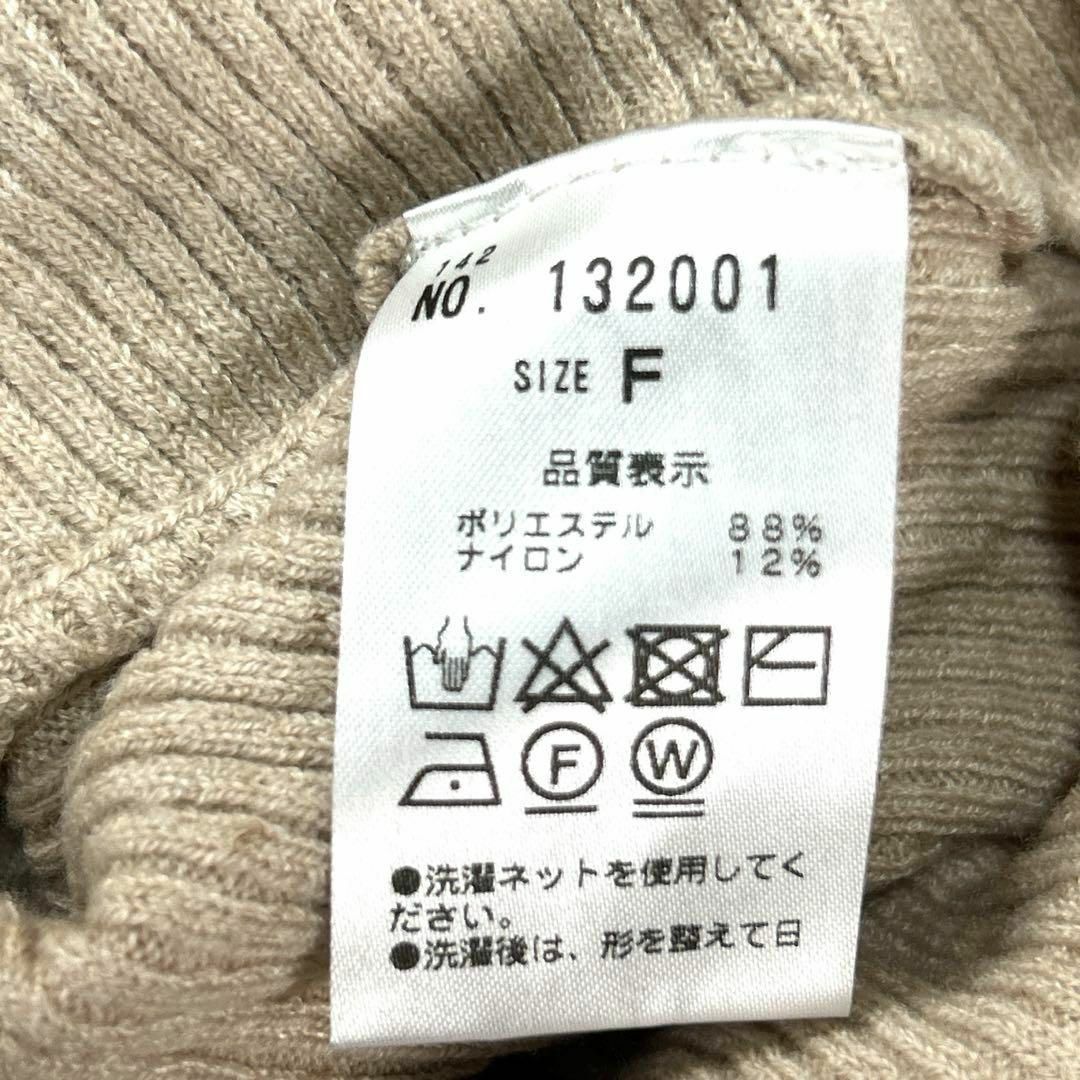 142
NO. 132001
SIZE F
品質表示
ポリエステル 88%
ナイロン 12%
F W
●洗濯ネットを使用してく
ださい。
●洗濯後は、形を整えて日